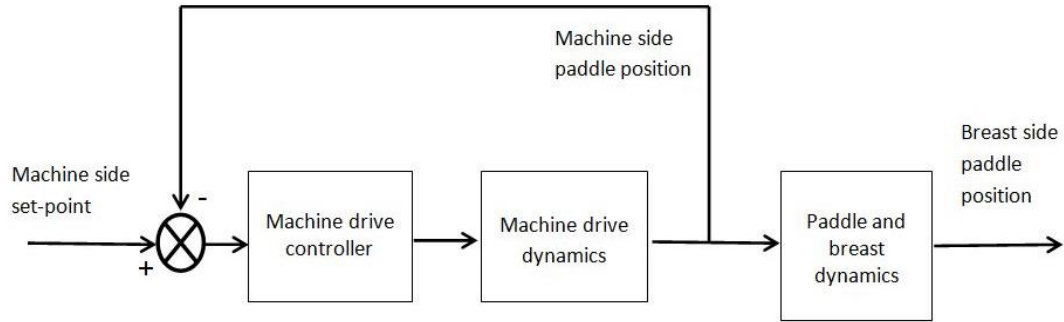 Machine side
paddle position
Breast side
paddle
position
Machine side
set-point
-
+
Machine drive
controller
Machine drive
dynamics
Paddle and
breast
dynamics